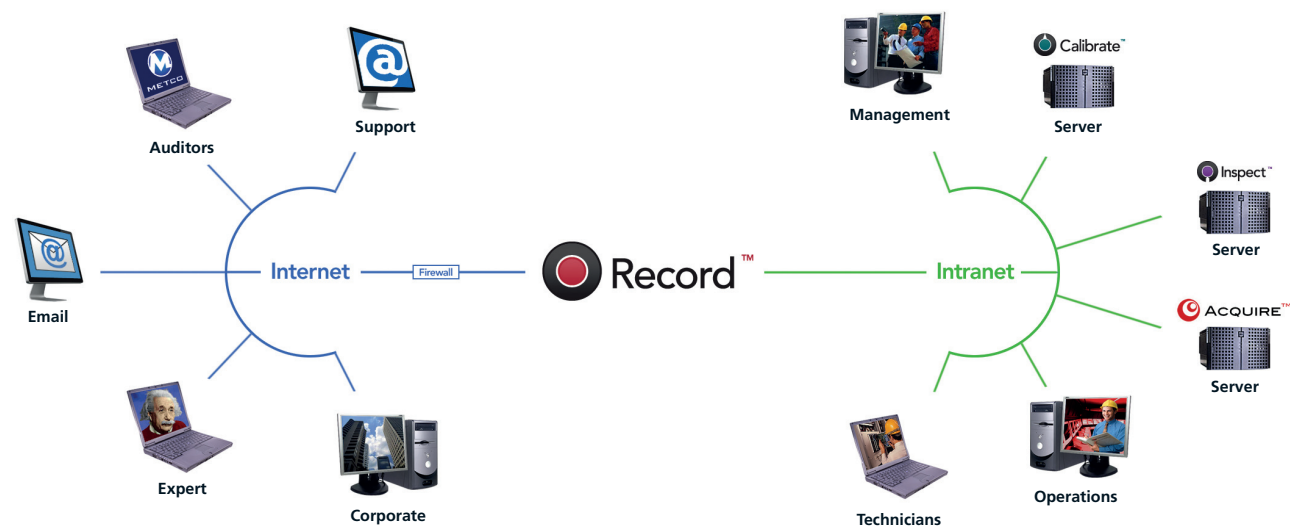 METCO
Auditors
Support
Email
Internet
Firewall
Expert
Corporate
Record™
Management
Calibrate™
Server
Inspect™
Server
Intranet
ACQUIRE™
Server
Technicians
Operations